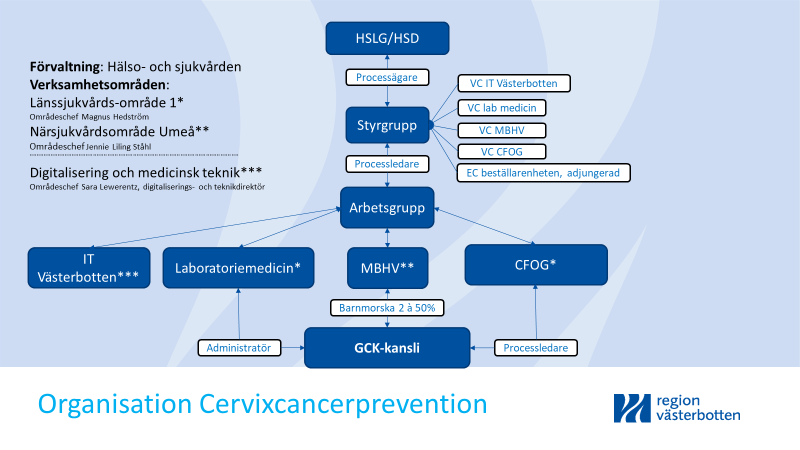 HSLG/HSD
Förvaltning: Hälso- och sjukvården
Verksamhetsområden:
Länssjukvårds-område 1*
Områdeschef Magnus Hedström
Närsjukvårdsområde Umeå**
Områdeschef Jennie Liling Ståhl
Digitalisering och medicinsk teknik***
Områdeschef Sara Lewerentz, digitaliserings- och teknikdirektör
Processägare
Styrgrupp
VC IT Västerbotten
VC lab medicin
VC MBHV
VC CFOG
EC beställarenheten, adjungerad
Processledare
Arbetsgrupp
IT
Västerbotten***
Laboratoriemedicin*
MBHV**
CFOG*
Barnmorska 2 à 50%
Administratör
GCK-kansli
Processledare
Organisation Cervixcancerprevention
region
västerbotten